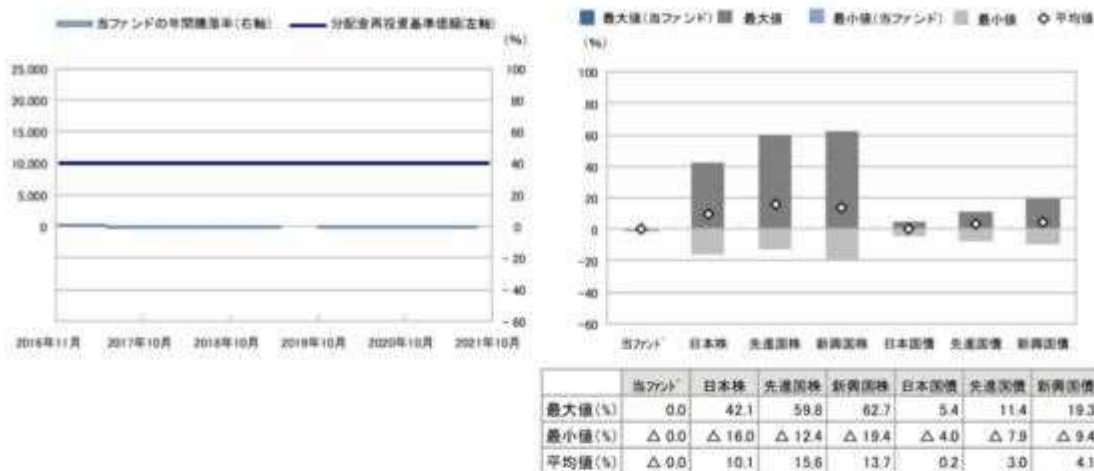 当ファンドの年間騰落率(右軸) 分配金再投資基準価額(左軸)
(%)
25,000 100
20,000 80
15,000 60
10,000 40
5,000 20
0 0
-20
-40
-60
2016年11月 2017年10月 2018年10月 2019年10月 2020年10月 2021年10月
最大値(当ファンド) 最大値 最小値(当ファンド) 最小値 平均値
(%)
100
80
60
40
20
0
-20
-40
-60
当ファンド 日本株 先進国株 新興国株 日本国債 先進国債 新興国債
当ファンド 日本株 先進国株 新興国株 日本国債 先進国債 新興国債
最大値(%) 0.0 42.1 59.8 62.7 5.4 11.4 19.3
最小値(%) △ 0.0 △ 16.0 △ 12.4 △ 19.4 △ 4.0 △ 7.9 △ 9.4
平均値(%) △ 0.0 10.1 15.6 13.7 0.2 3.0 4.1